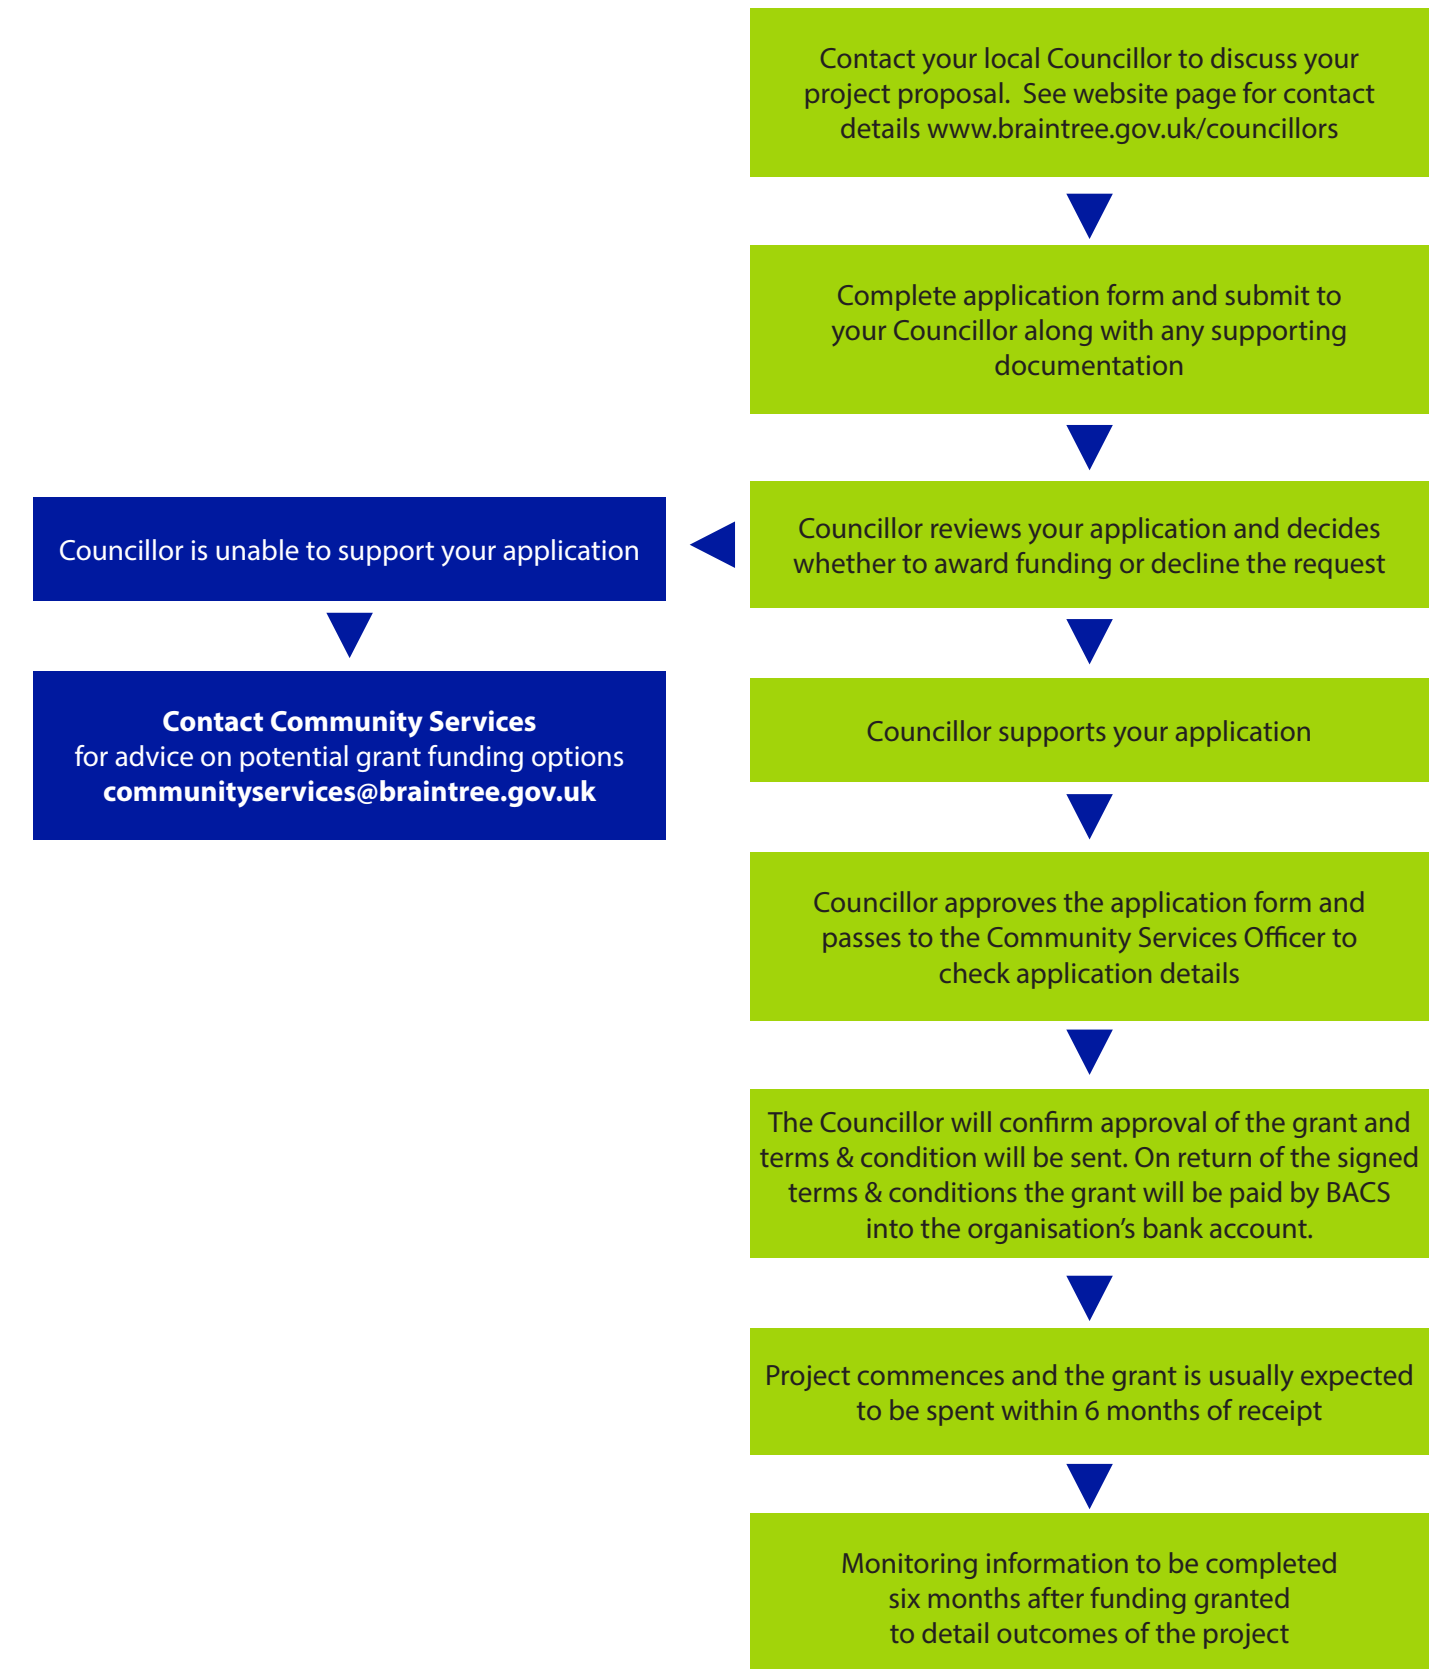 Contact your local Councillor to discuss your
project proposal.  See website page for contact
details www.braintree.gov.uk/councillors
Complete application form and submit to
your Councillor along with any supporting
documentation
Councillor reviews your application and decides
whether to award funding or decline the request
Councillor is unable to support your application
Contact Community Services
for advice on potential grant funding options
communityservices@braintree.gov.uk
Councillor supports your application
Councillor approves the application form and
passes to the Community Services Officer to
check application details
The Councillor will confirm approval of the grant and
terms & condition will be sent. On return of the signed
terms & conditions the grant will be paid by BACS
into the organisation’s bank account.
Project commences and the grant is usually expected
to be spent within 6 months of receipt
Monitoring information to be completed
six months after funding granted
to detail outcomes of the project